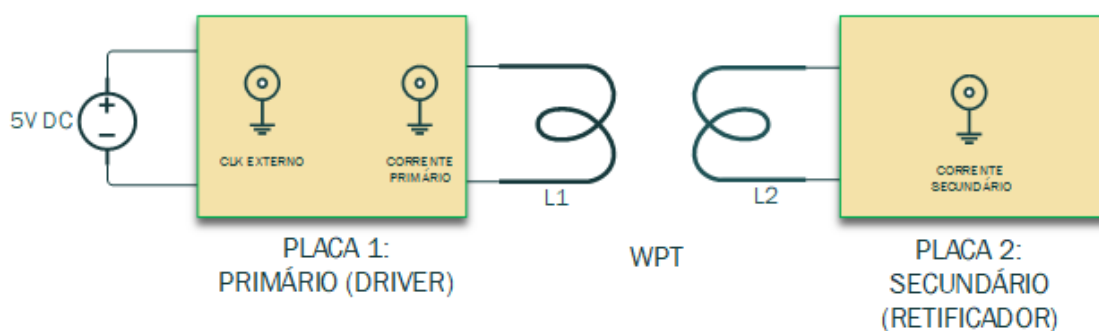 5V DC
CLK EXTERNO
CORRENTE
PRIMÁRIO
L1
L2
CORRENTE
SECUNDÁRIO
PLACA 1:
PRIMÁRIO (DRIVER)
WPT
PLACA 2:
SECUNDÁRIO
(RETIFICADOR)